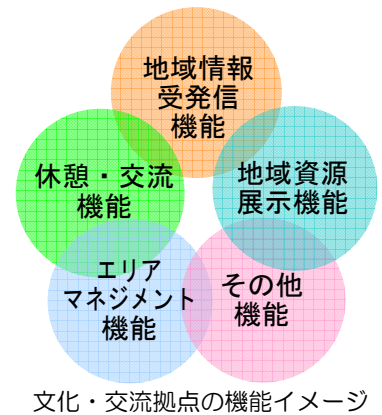 地域情報
受発信
機能
休憩・交流
機能
地域資源
展示機能
エリア
マネジメント
機能
その他
機能
文化・交流拠点の機能イメージ